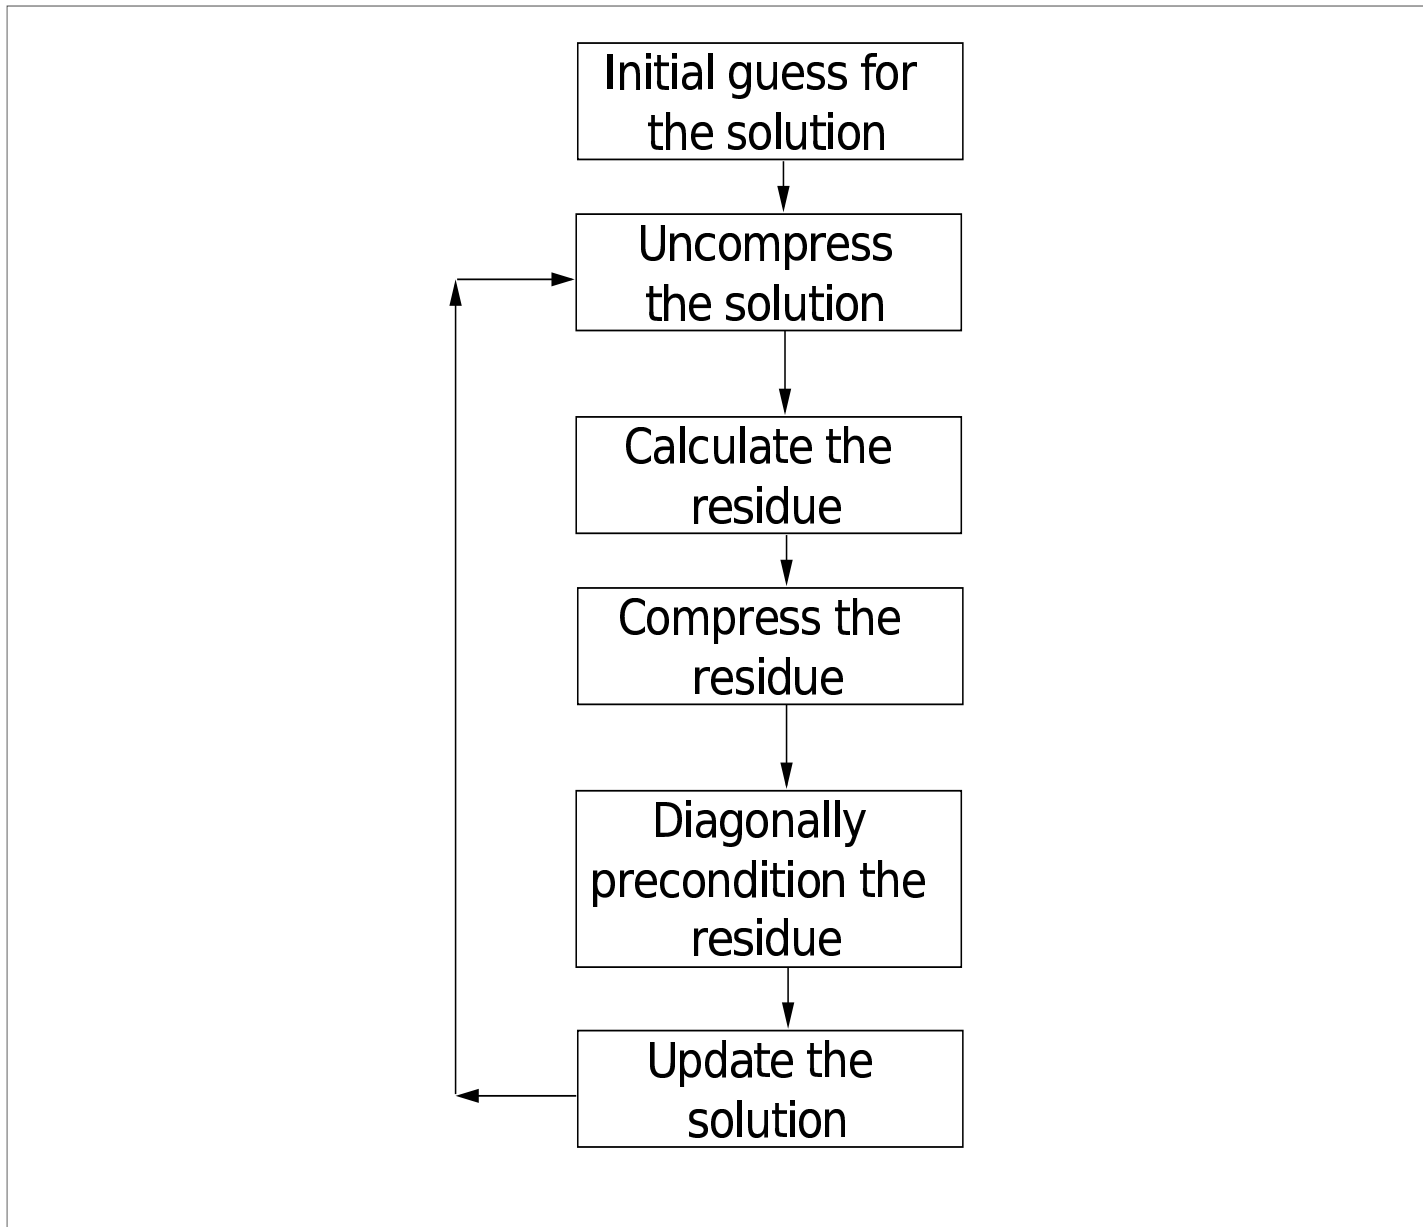 Initial guess for
the solution
Uncompress
the solution
Calculate the
residue
Compress the
residue
Diagonally
precondition the
residue
Update the
solution